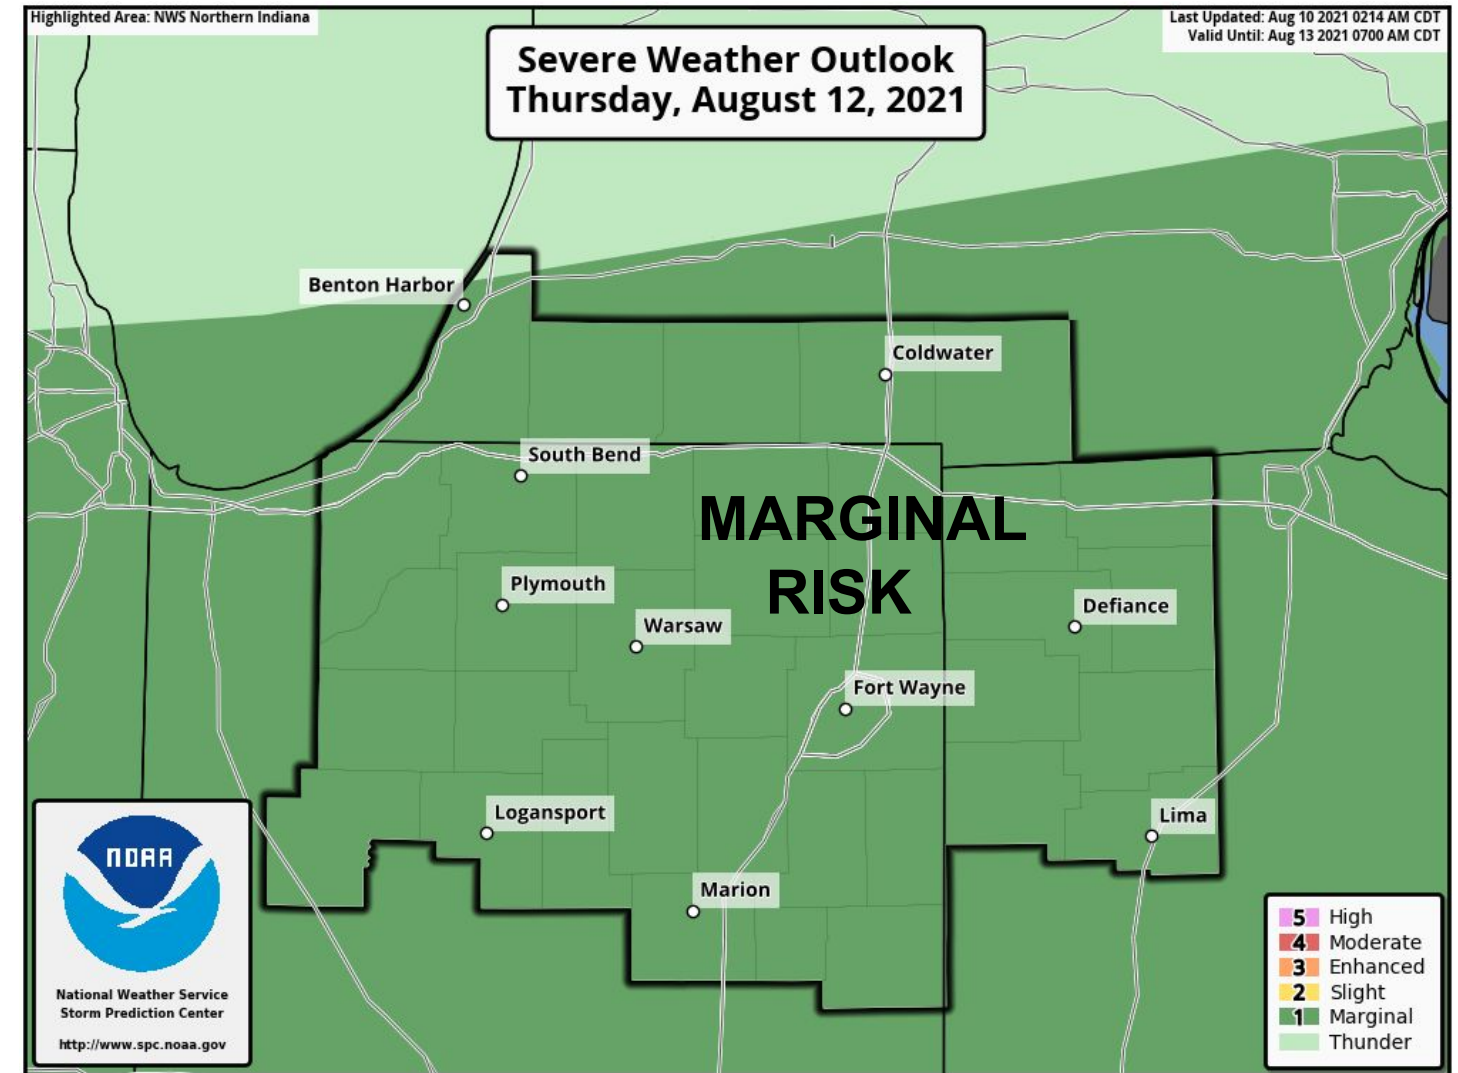 Highlighted Area: NWS Northern Indiana
Last Updated: Aug 10 2021 0214 AM CDT
Valid Until: Aug 13 2021 0700 AM CDT
Severe Weather Outlook
Thursday, August 12, 2021
Benton Harbor
Coldwater
South Bend
MARGINAL
RISK
Plymouth
Defiance
Warsaw
Fort Wayne
Logansport
Lima
Marion
NOAA
National Weather Service
Storm Prediction Center
http://www.spc.noaa.gov
5 High
4 Moderate
3 Enhanced
2 Slight
1 Marginal
Thunder